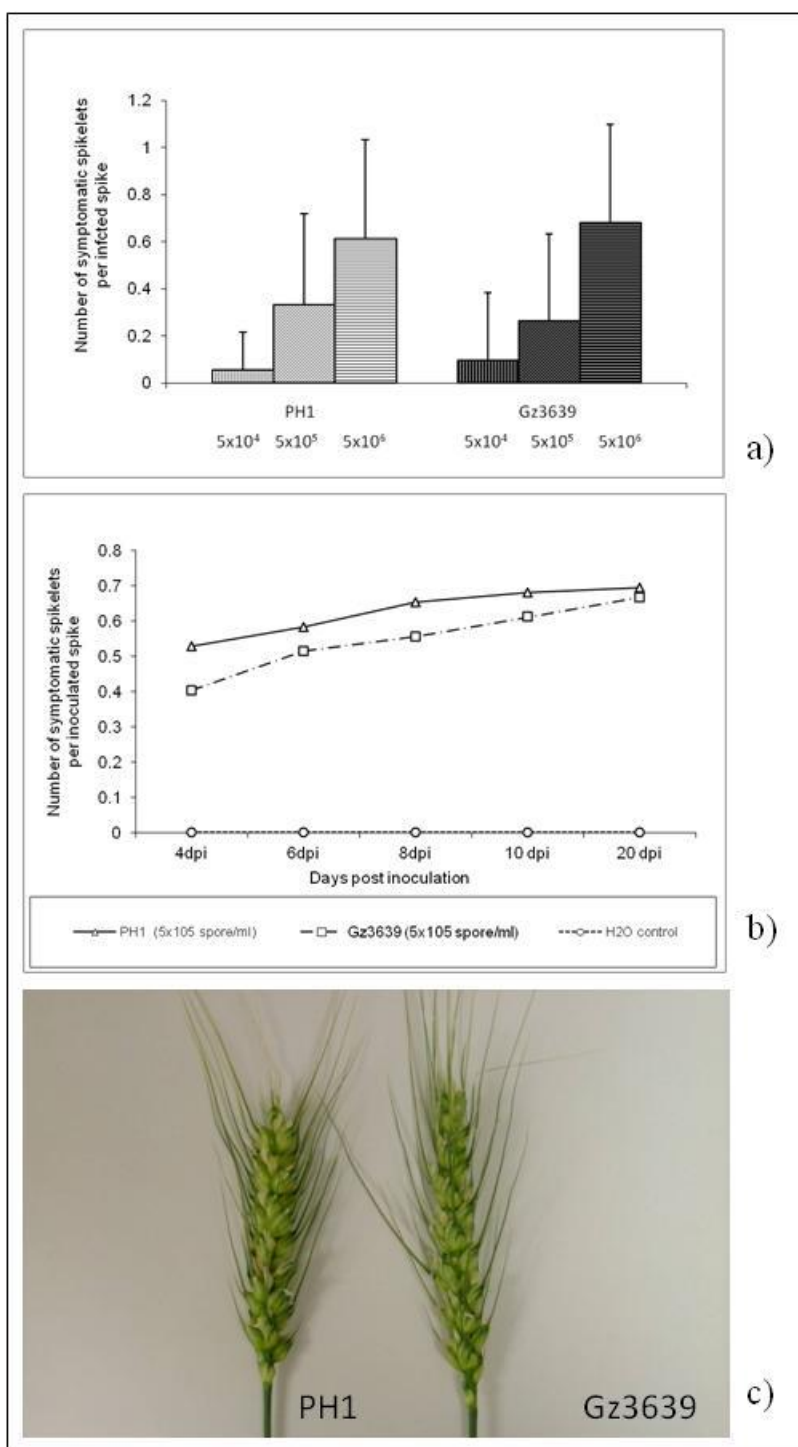 Number of symptomatic spikelets
per infcted spike
1.2
1
0.8
0.6
0.4
0.2
0
PH1
Gz3639
5x10⁴ 5x10⁵ 5x10⁶
5x10⁴ 5x10⁵ 5x10⁶
a)
Number of symptomatic spikelets
per inoculated spike
0.8
0.7
0.6
0.5
0.4
0.3
0.2
0.1
0
4dpi 6dpi 8dpi 10 dpi 20 dpi
Days post inoculation
PH1 (5x105 spore/ml) Gz3639 (5x105 spore/ml) H2O control
b)
PH1 Gz3639
c)